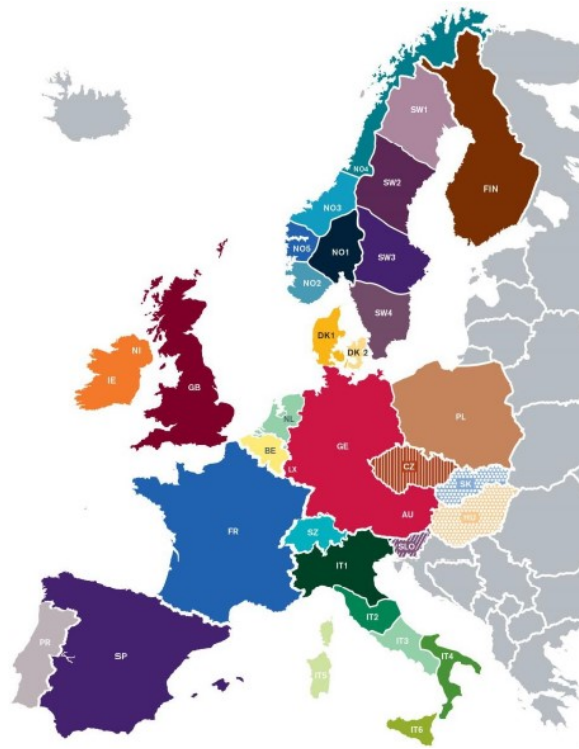 SW1
NO4
SW2
FIN
NO3
NO5
NO1
SW3
NO2
SW4
DK1
DK 2
NI
IE
GB
NL
PL
GE
BE
LX
CZ
SK
AU
FR
SZ
SLO
IT1
IT2
PR
SP
IT3
IT4
IT5
IT6